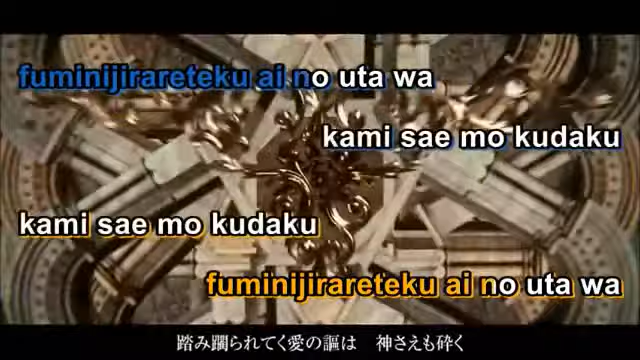 fuminijirareteku ai no uta wa
kami sae mo kudaku
kami sae mo kudaku
fuminijirareteku ai no uta wa
踏み躙られてく愛の謳は　神さえも砕く